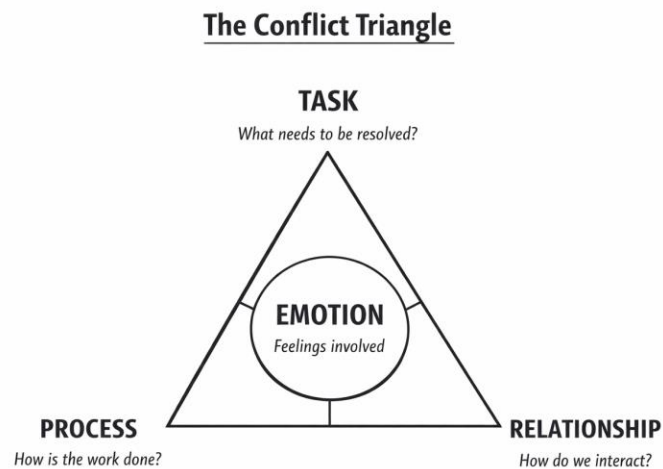 The Conflict Triangle
TASK
What needs to be resolved?
EMOTION
Feelings involved
PROCESS
How is the work done?
RELATIONSHIP
How do we interact?